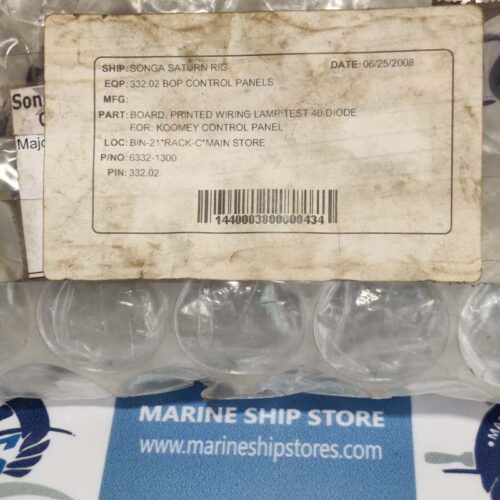 SHIP: SONGA SATURN RIG. DATE: 06/25/2008
EQP: 332.02 BOP CONTROL PANELS
MFG:
PART: BOARD, PRINTED WIRING LAMP TEST 40 DIODE
FOR: KOOMEY CONTROL PANEL
LOC: BIN-21*RACK-C*MAIN STORE
P/NO: 6332-1300
PIN: 332.02
1440003800000434
Son
Majo
MARINE SHIP STORE
www.marineshipstores.com